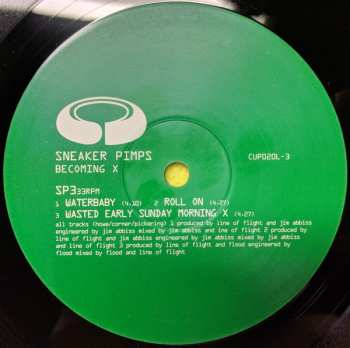 SNEAKER PIMPS
BECOMING X
CUP020L-3
SP3 33RPM
1 WATERBABY (4:10) 2 ROLL ON (4:27)
3 WASTED EARLY SUNDAY MORNING X (4:27)
all tracks (howe/corner/pickering) 1 produced by line of flight and jim abbiss
engineered by jim abbiss mixed by jim abbiss and line of flight 2 produced by
line of flight and jim abbiss engineered by jim abbiss mixed by jim abbiss
and line of flight 3 produced by line of flight and flood engineered by
flood mixed by flood and line of flight